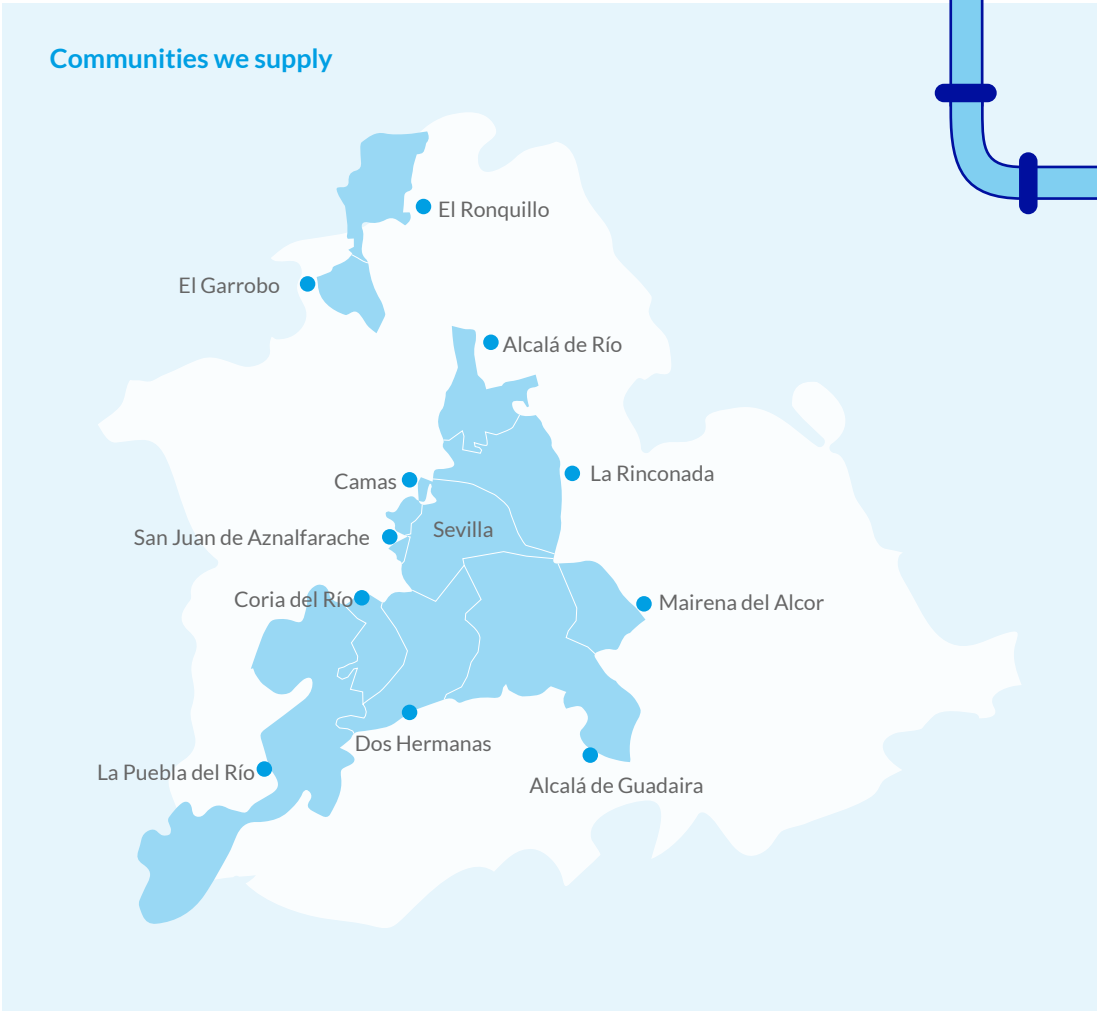 Communities we supply
El Ronquillo
El Garrobo
Alcalá de Río
La Rinconada
Camas
Sevilla
San Juan de Aznalfarache
Coria del Río
Mairena del Alcor
Dos Hermanas
La Puebla del Río
Alcalá de Guadaira